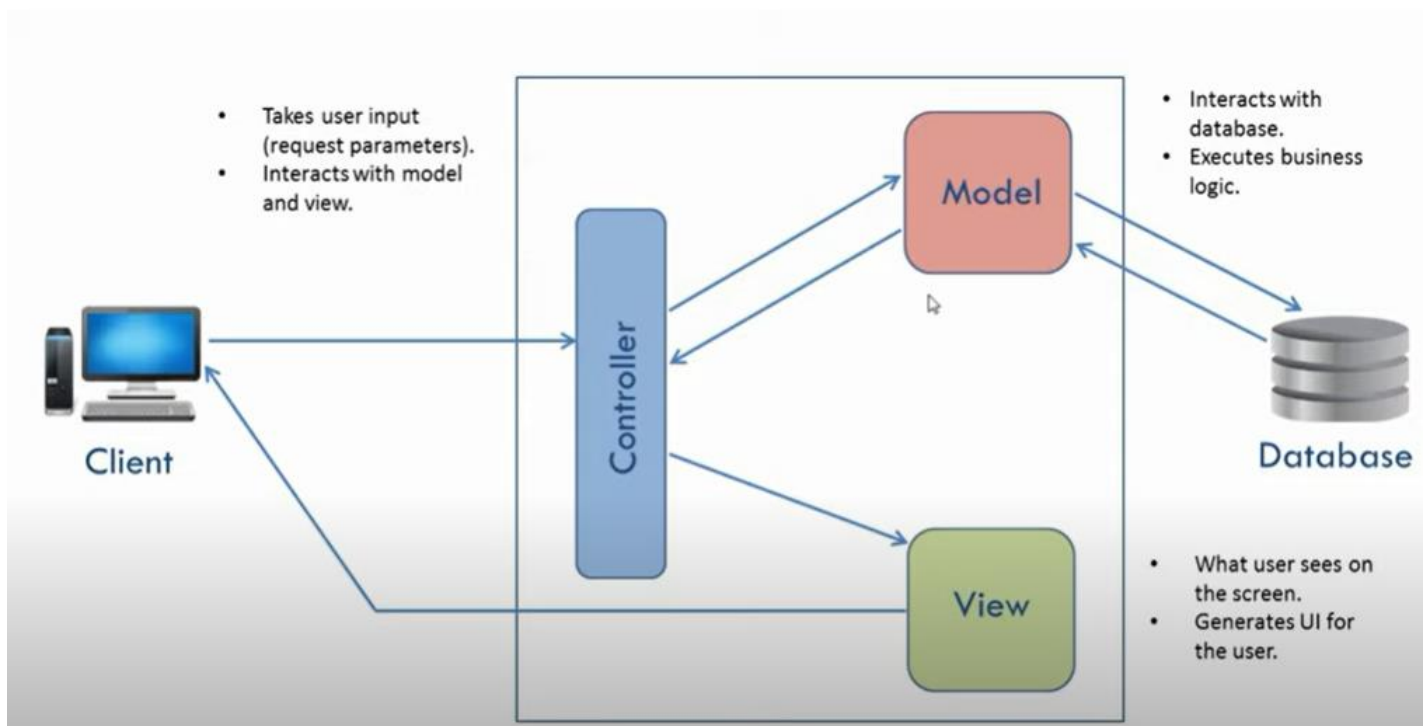 • Takes user input
(request parameters).
• Interacts with model
and view.
• Interacts with
database.
• Executes business
logic.
Model
Controller
Client
Database
View
• What user sees on
the screen.
• Generates UI for
the user.